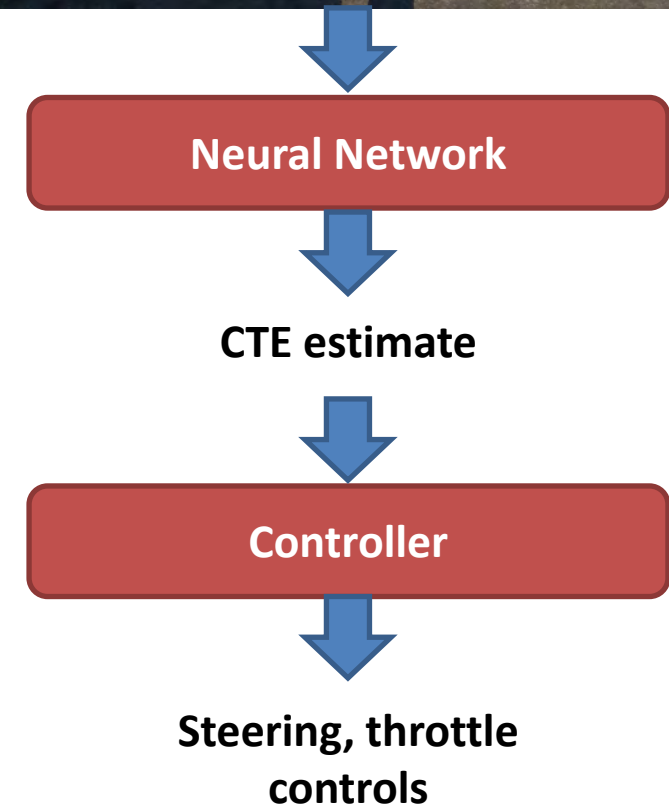 Neural Network
CTE estimate
Controller
Steering, throttle
controls